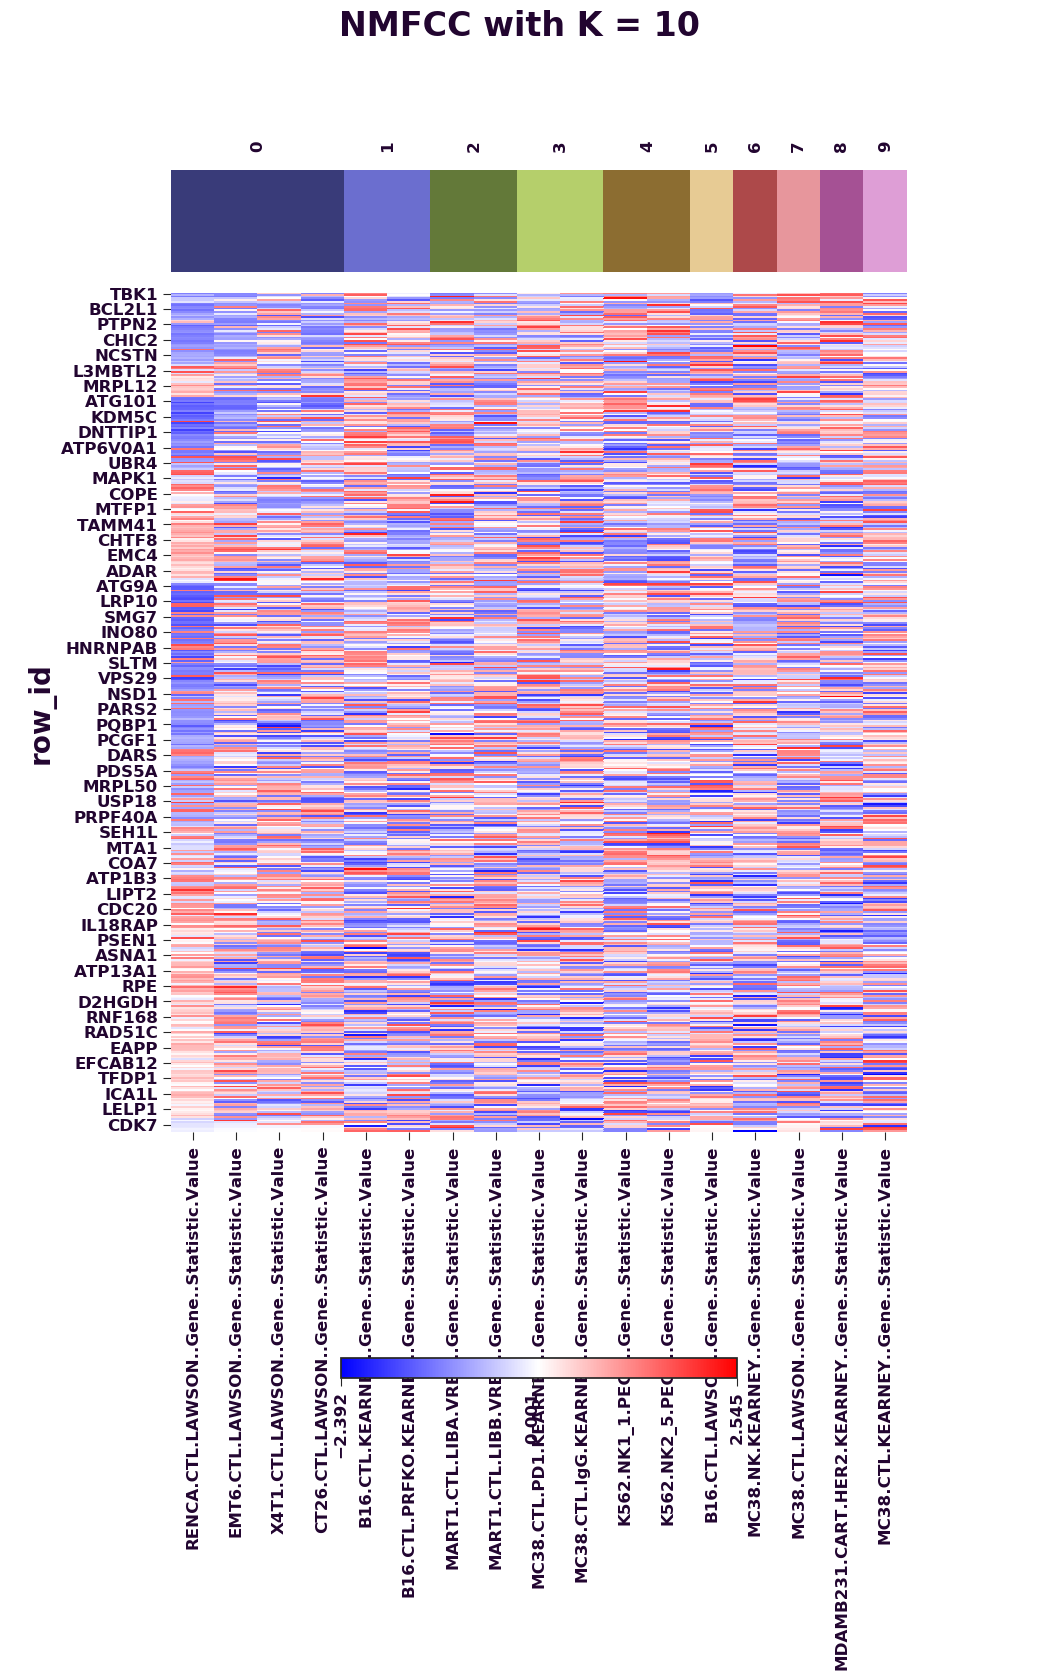 NMFCC with K = 10
0 1 2 3 4 5 6 7 8 9
row_id
TBK1
BCL2L1
PTPN2
CHIC2
NCSTN
L3MBTL2
MRPL12
ATG101
KDM5C
DNTTIP1
ATP6V0A1
UBR4
MAPK1
COPE
MTFP1
TAMM41
CHTF8
EMC4
ADAR
ATG9A
LRP10
SMG7
INO80
HNRNPAB
SLTM
VPS29
NSD1
PARS2
PQBP1
PCGF1
DARS
PDS5A
MRPL50
USP18
PRPF40A
SEH1L
MTA1
COA7
ATP1B3
LIPT2
CDC20
IL18RAP
PSEN1
ASNA1
ATP13A1
RPE
D2HGDH
RNF168
RAD51C
EAPP
EFCAB12
TFDP1
ICA1L
LELP1
CDK7
RENCA.CTL.LAWSON..Gene..Statistic.Value
EMT6.CTL.LAWSON..Gene..Statistic.Value
X4T1.CTL.LAWSON..Gene..Statistic.Value
CT26.CTL.LAWSON..Gene..Statistic.Value
B16.CTL.KEARN ..Gene..Statistic.Value
B16.CTL.PRFKO.KEARN ..Gene..Statistic.Value
MART1.CTL.LIBA.VRE ..Gene..Statistic.Value
MART1.CTL.LIBB.VRE ..Gene..Statistic.Value
MC38.CTL.PD1.KEARN ..Gene..Statistic.Value
MC38.CTL.IgG.KEARN ..Gene..Statistic.Value
K562.NK1_1.PEC ..Gene..Statistic.Value
K562.NK2_5.PEC ..Gene..Statistic.Value
B16.CTL.LAWSO ..Gene..Statistic.Value
MC38.NK.KEARNEY..Gene..Statistic.Value
MC38.CTL.LAWSON..Gene..Statistic.Value
MDAMB231.CART.HER2.KEARNEY..Gene..Statistic.Value
MC38.CTL.KEARNEY..Gene..Statistic.Value
−2.392
0.001
2.545